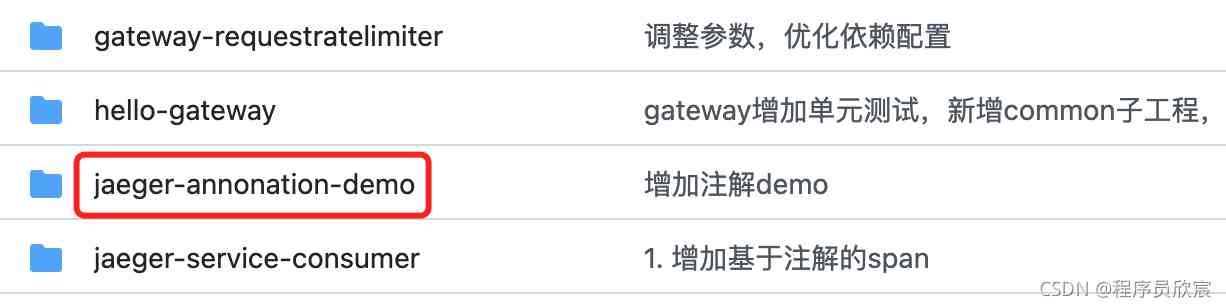 gateway-requestratelimiter 调整参数，优化依赖配置
hello-gateway gateway增加单元测试，新增common子工程，
jaeger-annonation-demo 增加注解demo
jaeger-service-consumer 1. 增加基于注解的span
CSDN @程序员欣宸